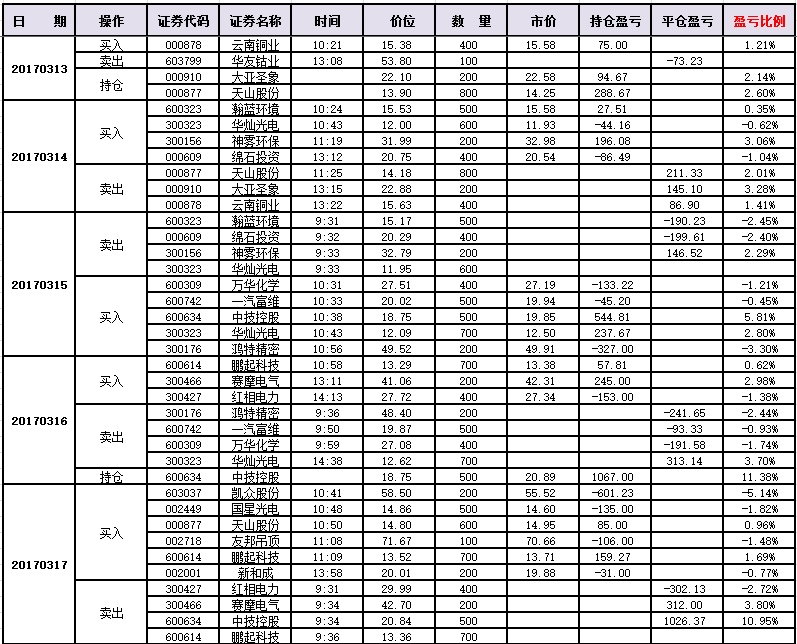 日 期 操作 证券代码 证券名称 时间 价位 数 量 市价 持仓盈亏 平仓盈亏 盈亏比例
20170313 买入 000878 云南铜业 10:21 15.38 400 15.58 75.00 1.21%
卖出 603799 华友钴业 13:08 53.80 100 -73.23
持仓 000910 大亚圣象 22.10 200 22.58 94.67 2.14%
000877 天山股份 13.90 800 14.25 288.67 2.60%
20170314 买入 600323 瀚蓝环境 10:24 15.53 500 15.58 27.51 0.35%
300323 华灿光电 10:43 12.00 600 11.93 -44.16 -0.62%
300156 神雾环保 11:19 31.99 200 32.98 196.08 3.06%
000609 绵石投资 13:12 20.75 400 20.54 -86.49 -1.04%
卖出 000877 天山股份 11:25 14.18 800 211.33 2.01%
000910 大亚圣象 13:15 22.88 200 145.10 3.28%
000878 云南铜业 13:22 15.63 400 86.90 1.41%
20170315 卖出 600323 瀚蓝环境 9:31 15.17 500 -190.23 -2.45%
000609 绵石投资 9:32 20.29 400 -199.61 -2.40%
300156 神雾环保 9:33 32.79 200 146.52 2.29%
300323 华灿光电 9:33 11.95 600
买入 600309 万华化学 10:31 27.51 400 27.19 -133.22 -1.21%
600742 一汽富维 10:33 20.02 500 19.94 -45.20 -0.45%
600634 中技控股 10:38 18.75 500 19.85 544.81 5.81%
300323 华灿光电 10:43 12.09 700 12.50 237.67 2.80%
300176 鸿特精密 10:56 49.52 200 49.91 -327.00 -3.30%
20170316 买入 600614 鹏起科技 10:58 13.29 700 13.38 57.81 0.62%
300466 赛摩电气 13:11 41.06 200 42.31 245.00 2.98%
300427 红相电力 14:13 27.72 400 27.34 -153.00 -1.38%
卖出 300176 鸿特精密 9:36 48.40 200 -241.65 -2.44%
600742 一汽富维 9:50 19.87 500 -93.33 -0.93%
600309 万华化学 9:59 27.08 400 -191.58 -1.74%
300323 华灿光电 14:38 12.62 700 313.14 3.70%
持仓 600634 中技控股 18.75 500 20.89 1067.00 11.38%
20170317 买入 603037 凯众股份 10:41 58.50 200 55.52 -601.23 -5.14%
002449 国星光电 10:48 14.86 500 14.60 -135.00 -1.82%
000877 天山股份 10:50 14.80 600 14.95 85.00 0.96%
002718 友邦吊顶 11:08 71.67 100 70.66 -106.00 -1.48%
600614 鹏起科技 11:09 13.52 700 13.71 159.27 1.69%
002001 新和成 13:58 20.01 200 19.88 -31.00 -0.77%
卖出 300427 红相电力 9:31 29.99 400 -302.13 -2.72%
300466 赛摩电气 9:34 42.70 200 312.00 3.80%
600634 中技控股 9:34 20.84 500 1026.37 10.95%
600614 鹏起科技 9:36 13.36 700